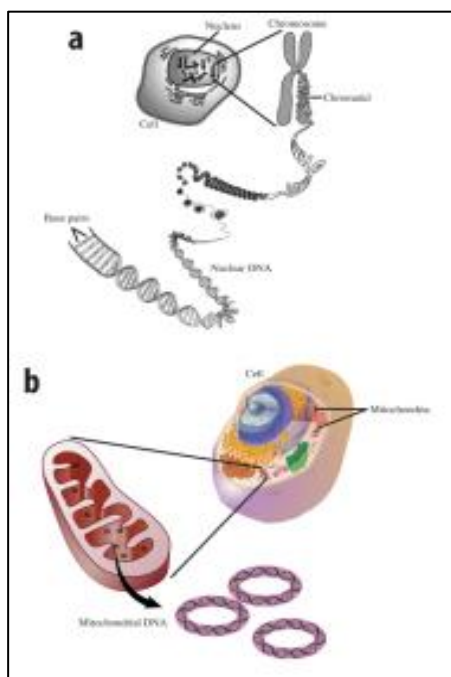 a
Nucleus
Chromosome
Chromatid
Cell
Base pairs
Nuclear DNA
b
Cell
Mitochondria
Mitochondrial DNA